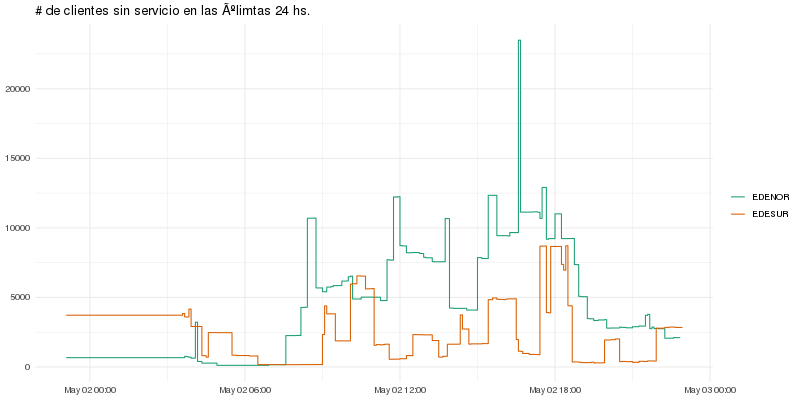 # de clientes sin servicio en las Ãºlimtas 24 hs.
20000
15000
10000
5000
0
EDENOR
EDESUR
May 02 00:00
May 02 06:00
May 02 12:00
May 02 18:00
May 03 00:00